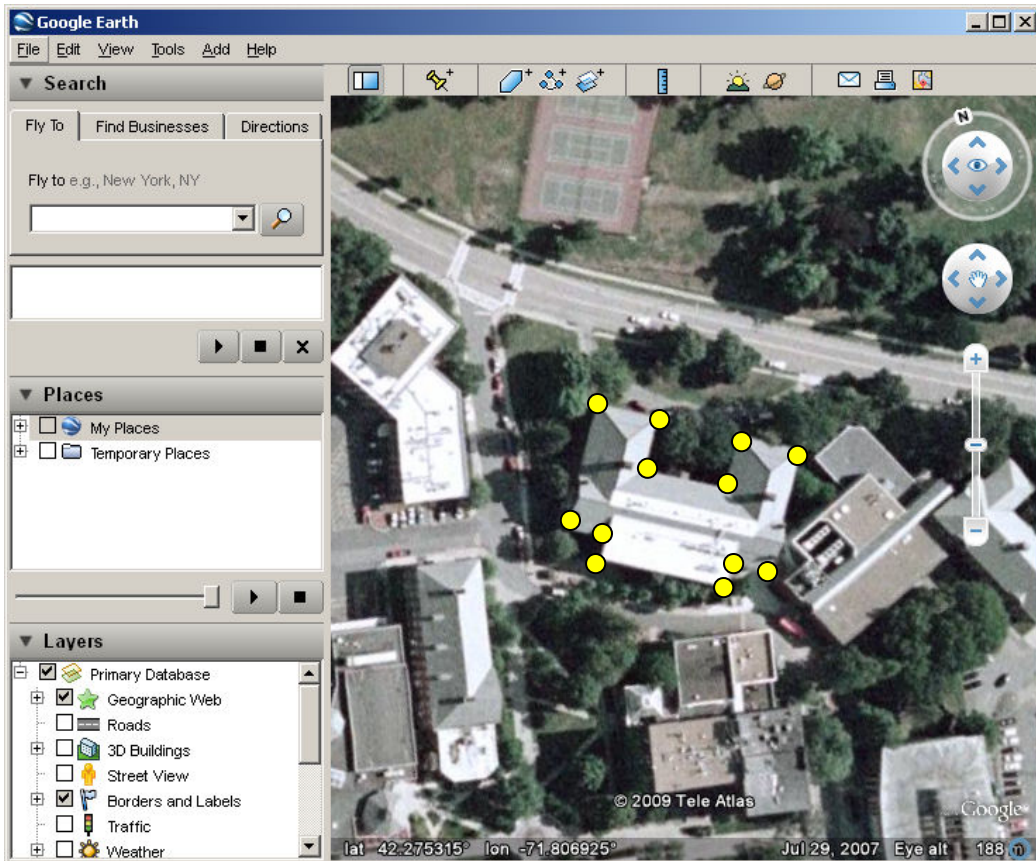 Google Earth
File Edit View Tools Add Help
Search
Fly To Find Businesses Directions
Fly to e.g., New York, NY
Places
My Places
Temporary Places
Layers
Primary Database
Geographic Web
Roads
3D Buildings
Street View
Borders and Labels
Traffic
Weather
N
© 2009 Tele Atlas
Google
lat 42.275315° lon -71.806925° Jul 29, 2007 Eye alt 188 m